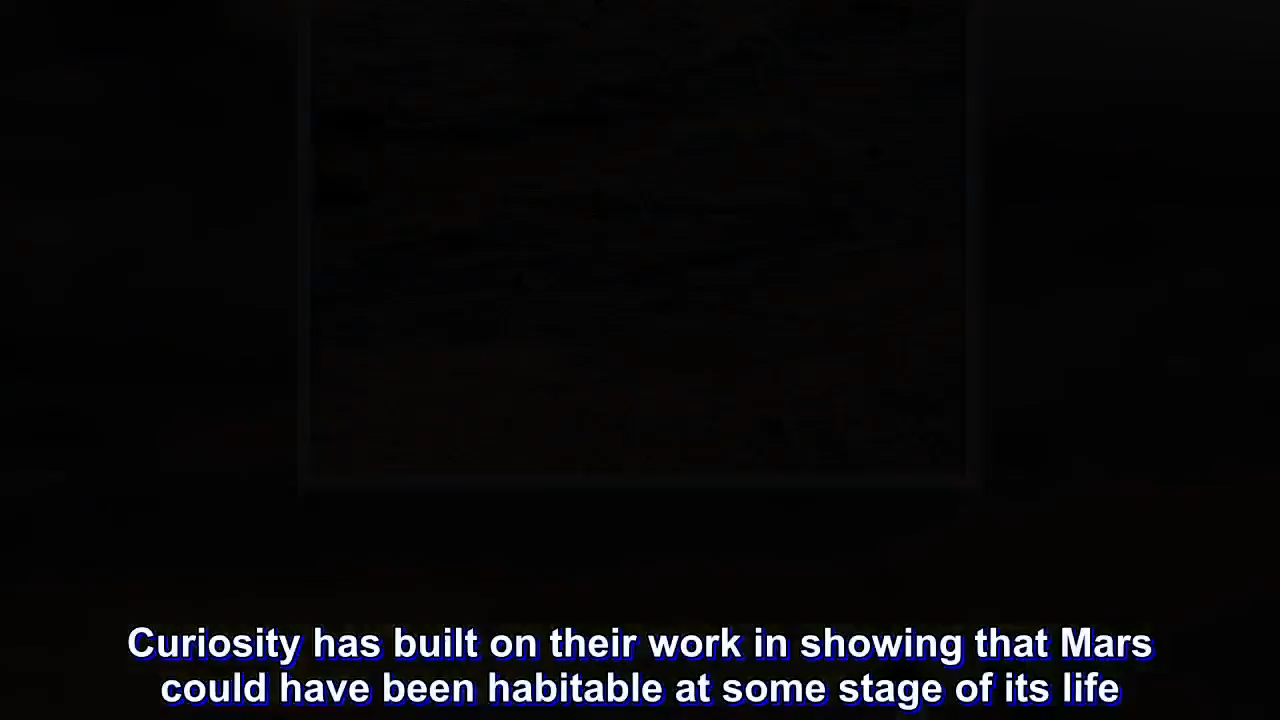 Curiosity has built on their work in showing that Mars
could have been habitable at some stage of its life